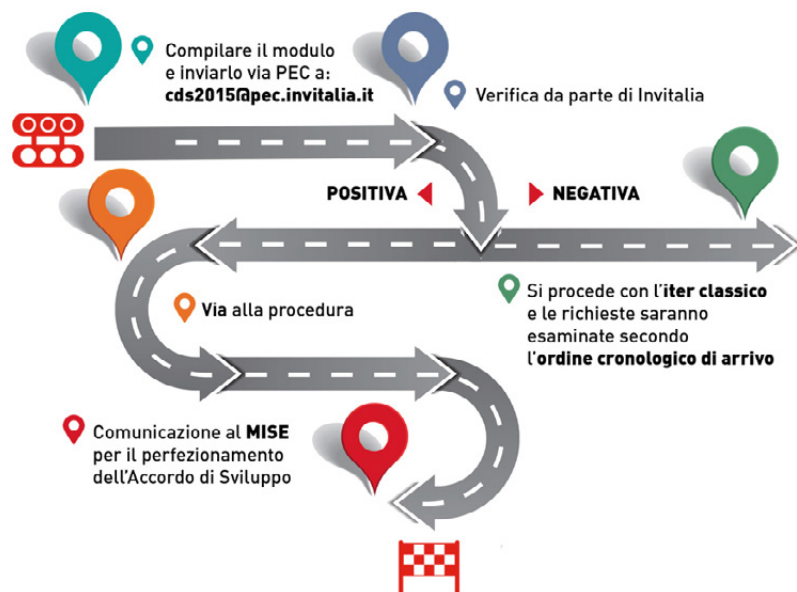 Compilare il modulo
e inviarlo via PEC a:
cds2015@pec.invitalia.it
Verifica da parte di Invitalia
POSITIVA
NEGATIVA
Via alla procedura
Si procede con l'iter classico
e le richieste saranno
esaminate secondo
l'ordine cronologico di arrivo
Comunicazione al MISE
per il perfezionamento
dell'Accordo di Sviluppo